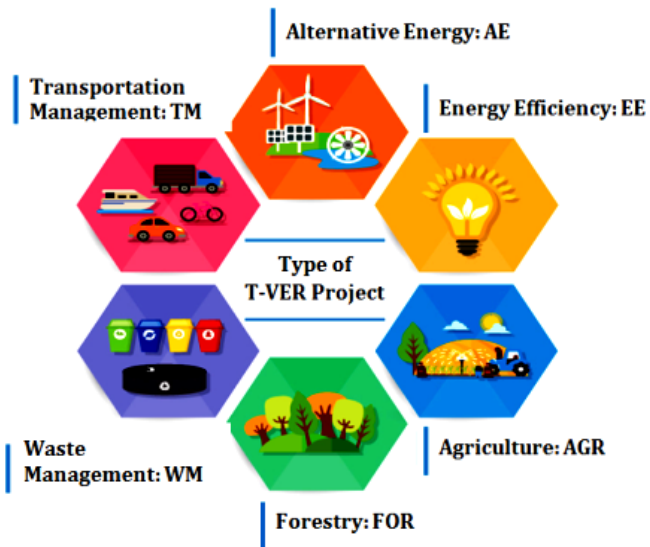 Alternative Energy: AE
Transportation
Management: TM
Energy Efficiency: EE
Type of
T-VER Project
Waste
Management: WM
Agriculture: AGR
Forestry: FOR